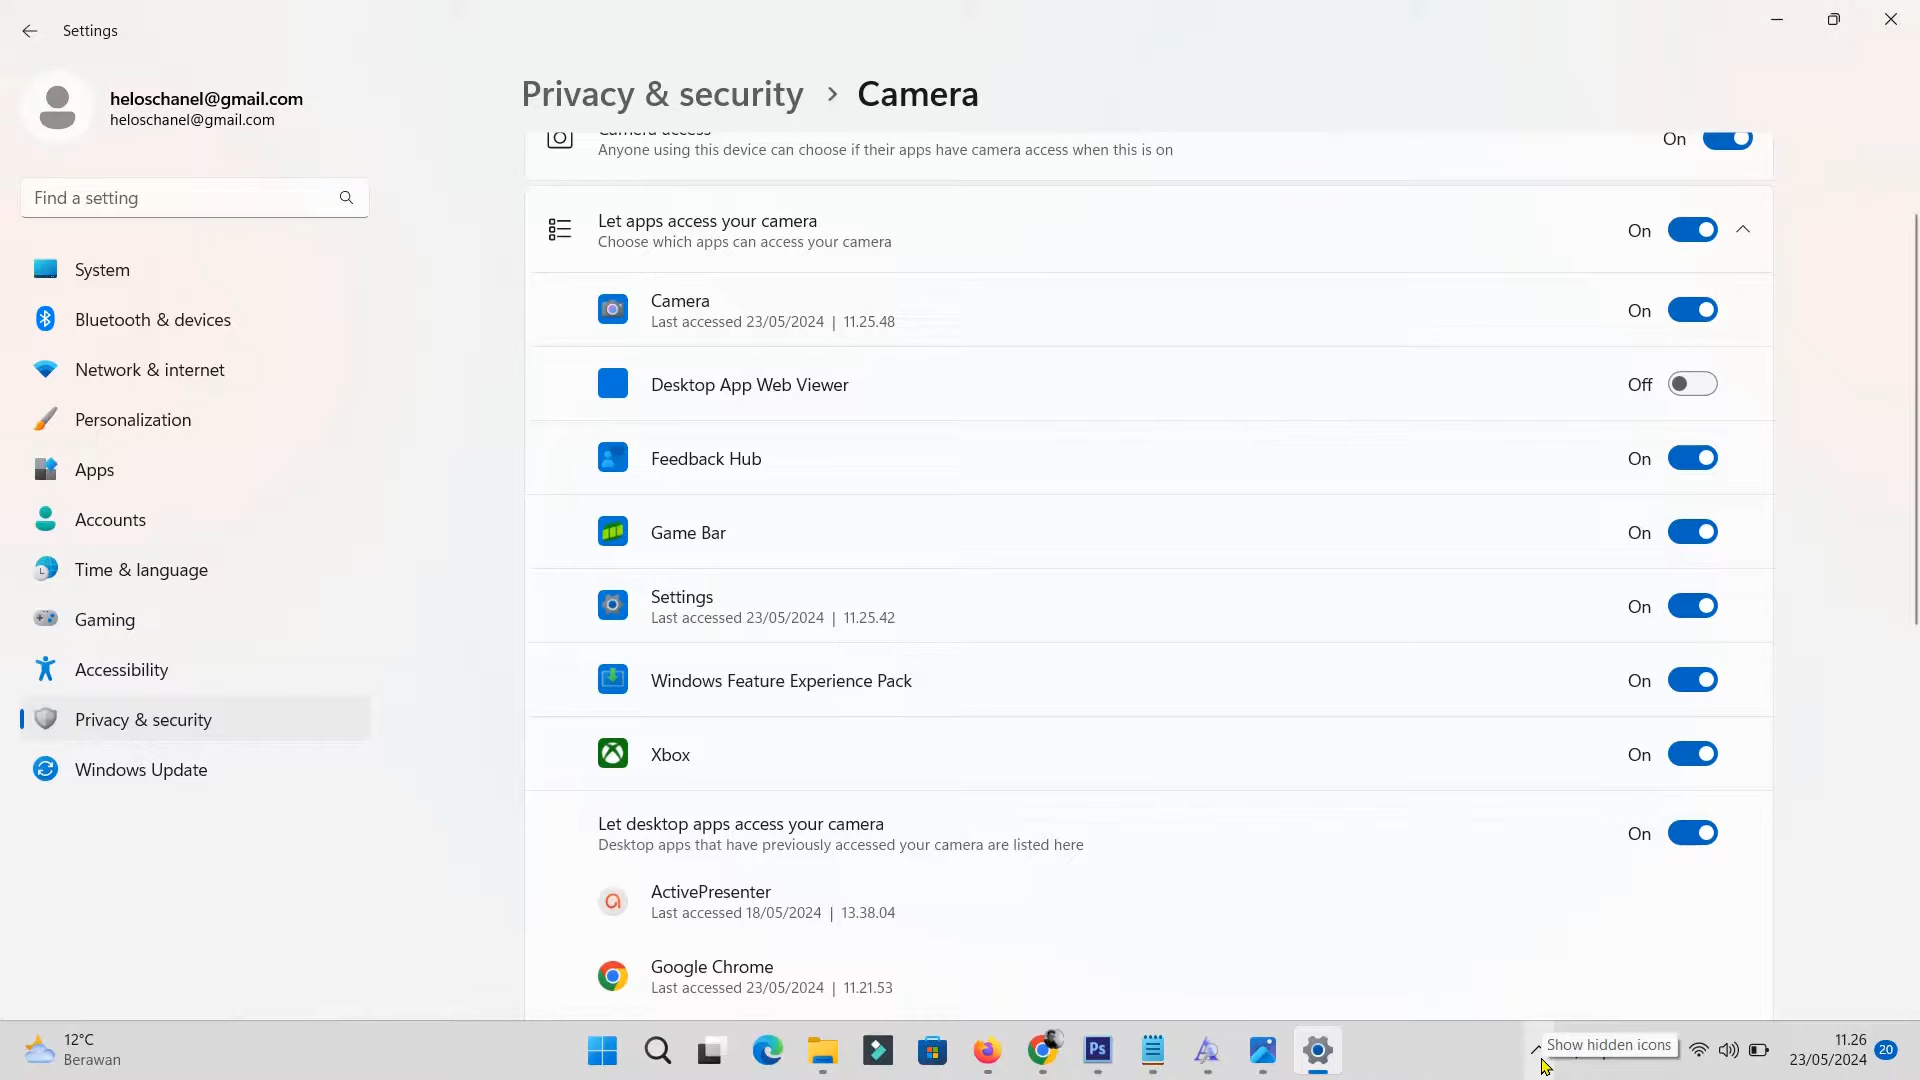 Settings
heloschanel@gmail.com
heloschanel@gmail.com
Find a setting
System
Bluetooth & devices
Network & internet
Personalization
Apps
Accounts
Time & language
Gaming
Accessibility
Privacy & security
Windows Update
Privacy & security > Camera
Camera access
Anyone using this device can choose if their apps have camera access when this is on
On
Let apps access your camera
Choose which apps can access your camera
On
Camera
Last accessed 23/05/2024 | 11.25.48
On
Desktop App Web Viewer
Off
Feedback Hub
On
Game Bar
On
Settings
Last accessed 23/05/2024 | 11.25.42
On
Windows Feature Experience Pack
On
Xbox
On
Let desktop apps access your camera
Desktop apps that have previously accessed your camera are listed here
On
ActivePresenter
Last accessed 18/05/2024 | 13.38.04
Google Chrome
Last accessed 23/05/2024 | 11.21.53
12°C
Berawan
Ps
Show hidden icons
11.26
23/05/2024
20